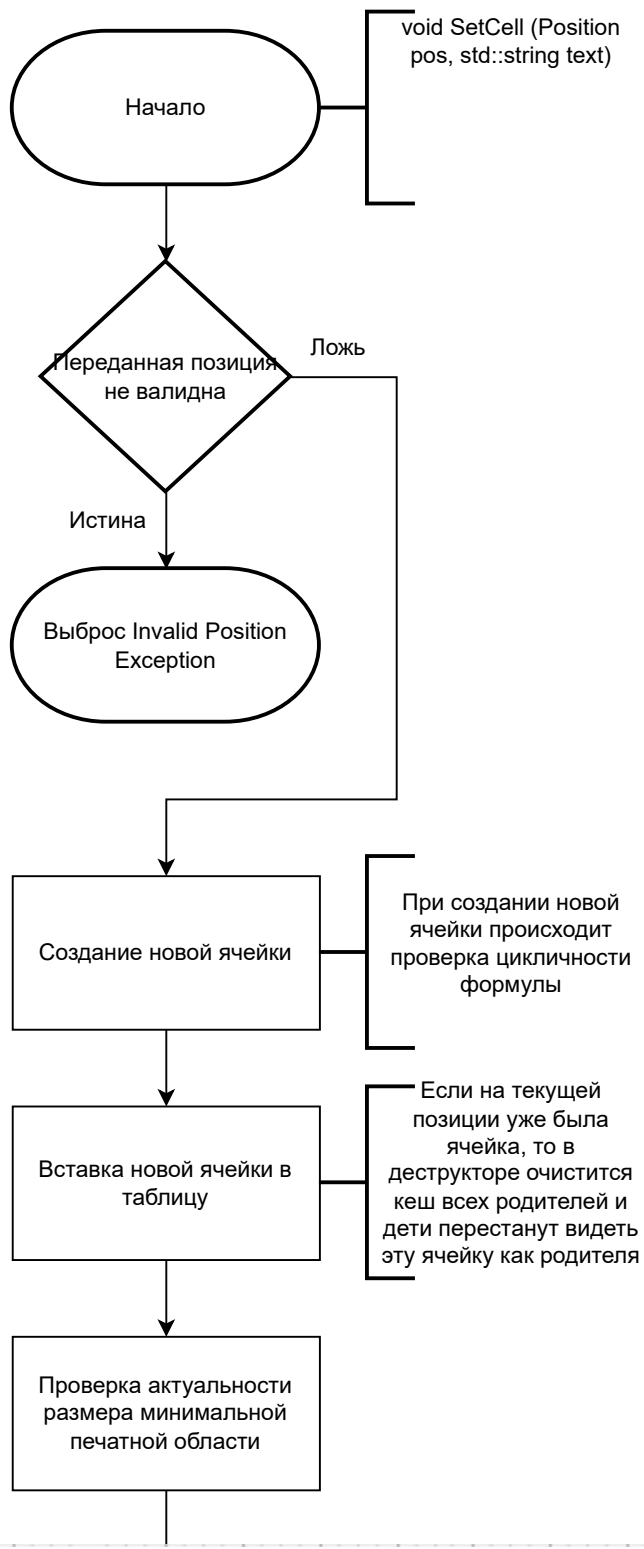 void SetCell (Position
pos, std::string text)
Начало
Переданная позиция
не валидна
Ложь
Истина
Выброс Invalid Position
Exception
Создание новой ячейки
При создании новой
ячейки происходит
проверка цикличности
формулы
Вставка новой ячейки в
таблицу
Если на текущей
позиции уже была
ячейка, то в
деструкторе очистится
кеш всех родителей и
дети перестанут видеть
эту ячейку как родителя
Проверка актуальности
размера минимальной
печатной области